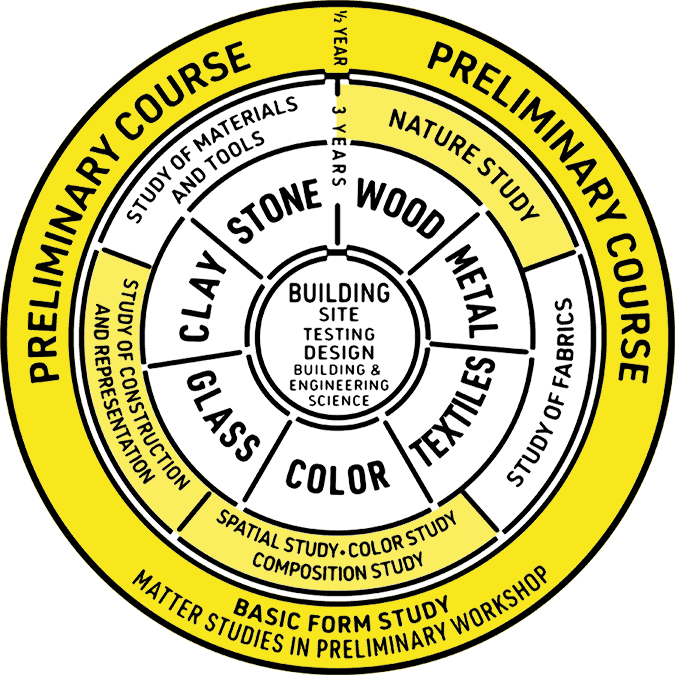 PRELIMINARY COURSE
½ YEAR
PRELIMINARY COURSE
BASIC FORM STUDY
MATTER STUDIES IN PRELIMINARY WORKSHOP
3 YEARS
NATURE STUDY
STUDY OF FABRICS
SPATIAL STUDY • COLOR STUDY
COMPOSITION STUDY
STUDY OF CONSTRUCTION
AND REPRESENTATION
STUDY OF MATERIALS
AND TOOLS
WOOD
METAL
TEXTILES
COLOR
GLASS
CLAY
STONE
BUILDING
SITE
TESTING
DESIGN
BUILDING &
ENGINEERING
SCIENCE